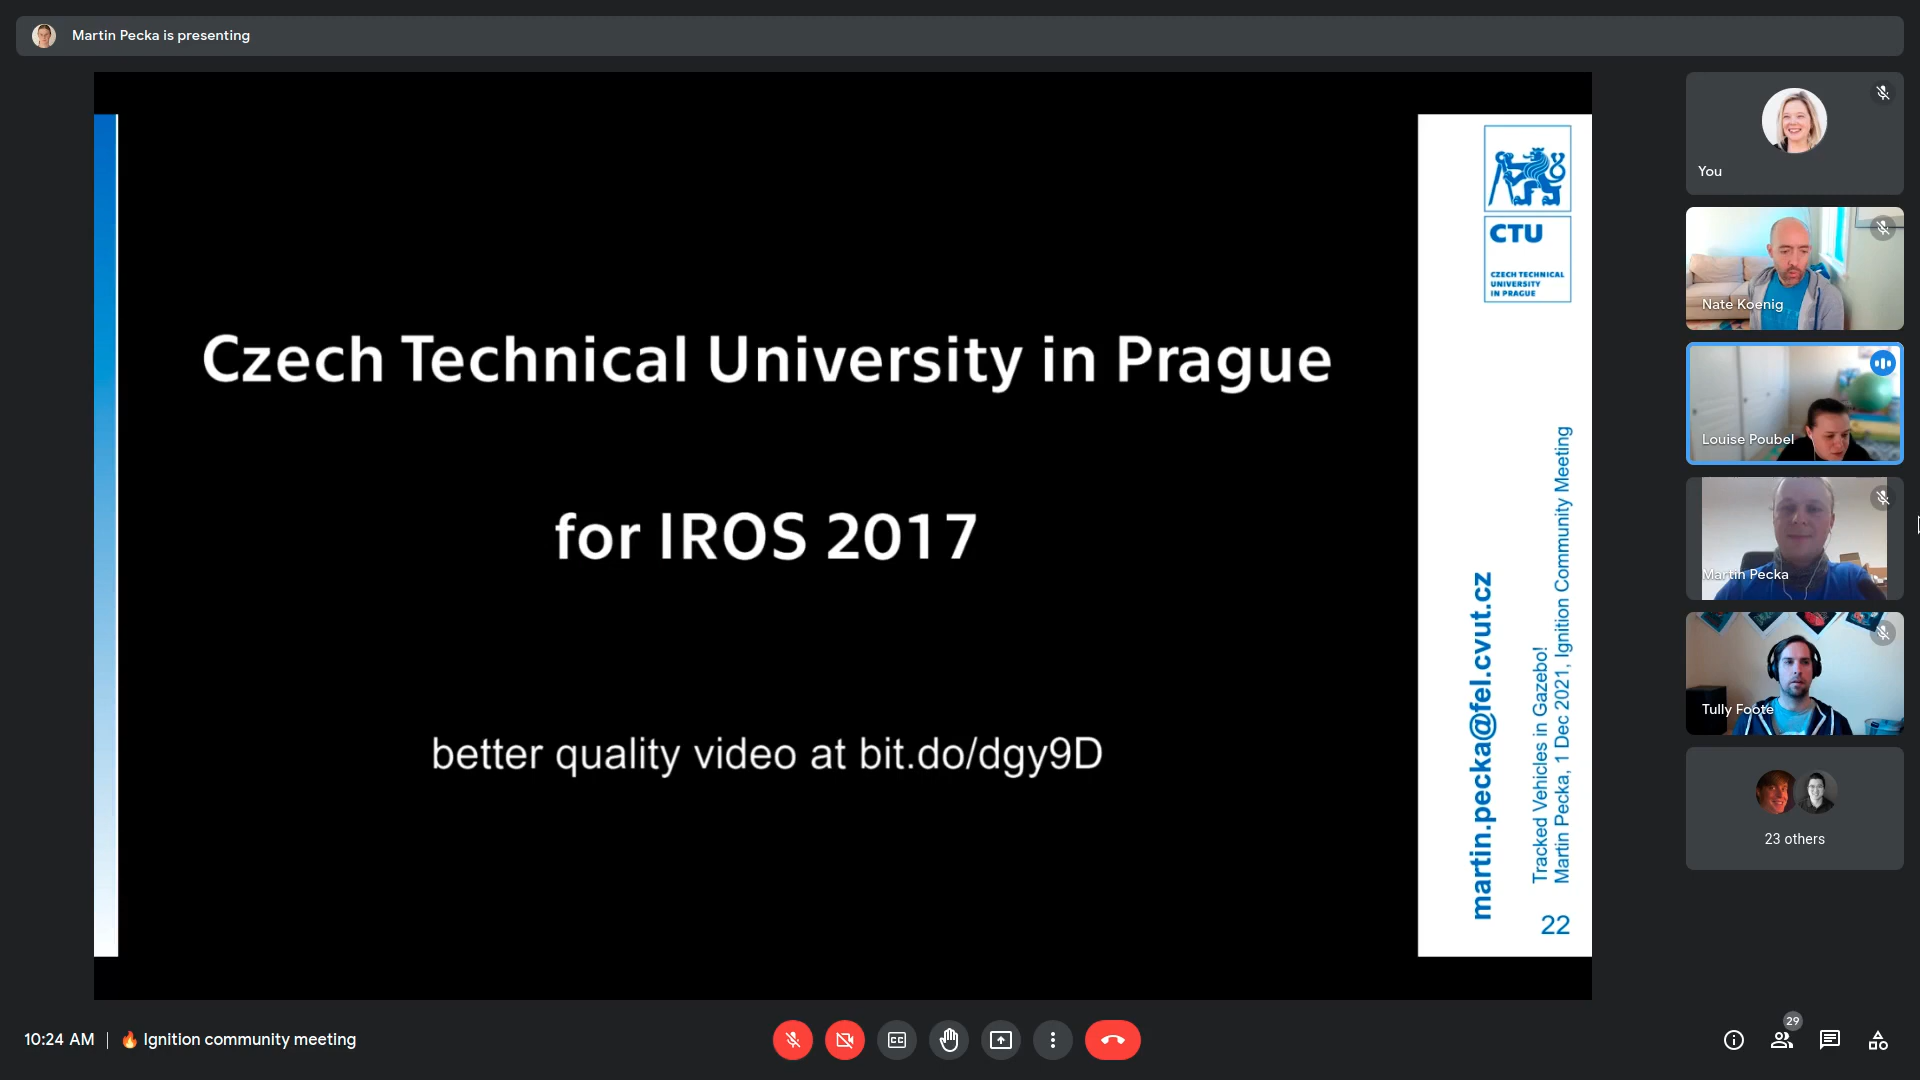 Martin Pecka is presenting
Czech Technical University in Prague
for IROS 2017
better quality video at bit.do/dgy9D
CTU
CZECH TECHNICAL
UNIVERSITY
IN PRAGUE
martin.pecka@fel.cvut.cz
Tracked Vehicles in Gazebo!
Martin Pecka, 1 Dec 2021, Ignition Community Meeting
22
You
Nate Koenig
Louise Poubel
Martin Pecka
Tully Foote
23 others
10:24 AM | 🔥 Ignition community meeting
CC
29